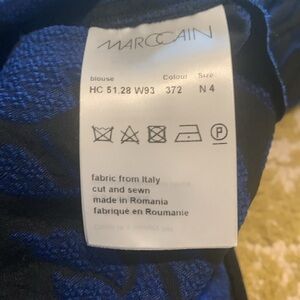 MARCCAIN
blouse Colour Size
HC 51.28 W93 372 N 4
P
fabric from Italy
cut and sewn
made in Romania
fabriqué en Roumanie